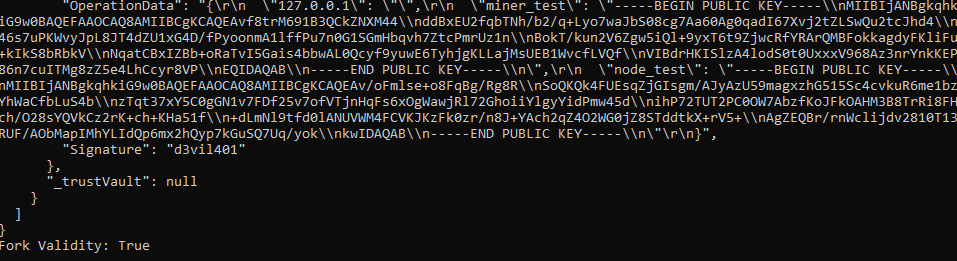 "OperationData": "{\r\n  \"127.0.0.1\": \"\",\r\n  \"miner_test\": \"-----BEGIN PUBLIC KEY-----\\nMIIBIjANBgkqhk
iG9w0BAQEFAAOCAQ8AMIIBCgKCAQEAvf8trM691B3QCkZNXM44\\nddBxEU2fqbTNh/b2/q+Lyo7waJbS08cg7Aa60Ag0qadI67Xvj2tZLSwQu2tcJhd4\\n
46s7uPKWvyJpL8JT4dZU1xG4D/fPyoonmA1lffPu7n0G1SGmHbqvh7ZtcPmrUz1n\\nBokT/kun2V6Zgw5iQl+9yxT6t9ZjwcRfYRArQMBFokkagdyFKliFu
+kIKS8bRbkV\\nNqatCBxIZBb+oRaTvI5Gais4bbwAL0Qcyf9yuwE6TyhjgKLLajMsUEB1WvcfLVQf\\nVIBdrHKISlzA4lodS0t0UxxxV968Az3nrYnkKEP
86n7cuITMg8zZ5e4LhCcyr8VP\\nEQIDAQAB\\n-----END PUBLIC KEY-----\\n\",\r\n  \"node_test\": \"-----BEGIN PUBLIC KEY-----\\
nMIIBIjANBgkqhkiG9w0BAQEFAAOCAQ8AMIIBCgKCAQEAv/oFmlse+o8FqBg/Rg8R\\nSoQKQk4FUEsqZjGIsgm/AJyAzU59magxzhG515Sc4cvkuR6me1bz
YhWaCfbLuS4b\\nzTqt37xY5C0gGN1v7FDf25v7ofVTjnHqFs6xOgWawjRl72GhoiiYlgyYidPmw45d\\nihP72TUT2PC0OW7AbzfKoJFkOAHM3B8TrRi8FH
ch/O28sYQVkCz2rK+ch+KHa51f\\n+dLmNl9tfd0lANUVWM4FCVKJKzFk0zr/n8J+YAch2qZ4O2WG0jZ8STddtkX+rV5+\\nAgZEQBr/rnWclijdv2810T13
RUF/AObMapIMhYLIdQp6mx2hQyp7kGuSQ7Uq/yok\\nkwIDAQAB\\n-----END PUBLIC KEY-----\\n\"\r\n}",
"Signature": "d3vil401"
},
"_trustVault": null
}
]
}
Fork Validity: True